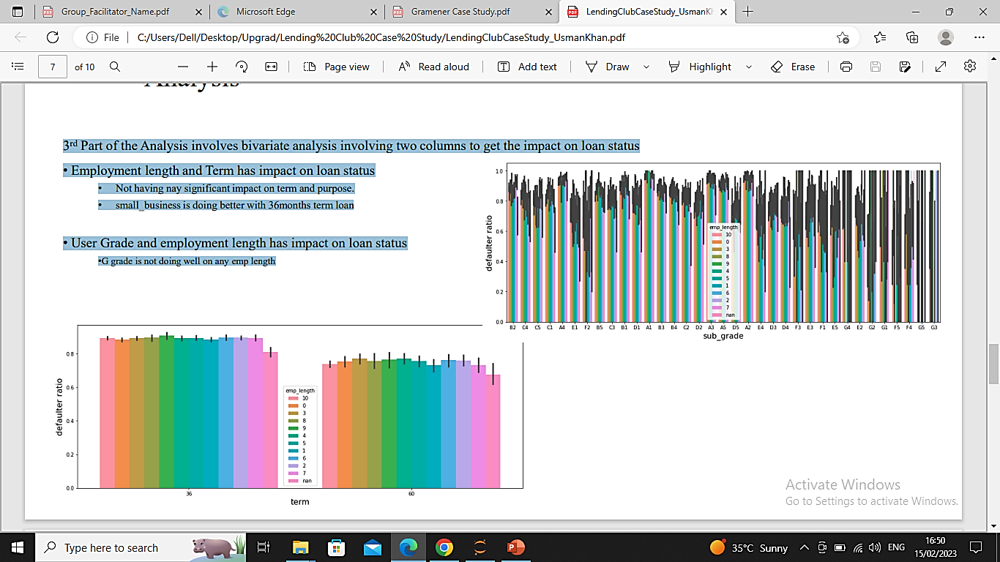 Group_Facilitator_Name.pdf
Microsoft Edge
Gramener Case Study.pdf
LendingClubCaseStudy_UsmanKh
File
C:/Users/Dell/Desktop/Upgrad/Lending%20Club%20Case%20Study/LendingClubCaseStudy_UsmanKhan.pdf
7 of 10
Page view
Read aloud
Add text
Draw
Highlight
Erase
Analysis
3rd Part of the Analysis involves bivariate analysis involving two columns to get the impact on loan status
• Employment length and Term has impact on loan status
• Not having nay significant impact on term and purpose.
• small_business is doing better with 36months term loan
• User Grade and employment length has impact on loan status
•G grade is not doing well on any emp length
defaulter ratio
1.0
0.8
0.6
0.4
0.2
0.0
emp_length
10
0
3
8
9
4
5
1
6
2
7
nan
B2 C4 C5 C1 A4 E1 F2 B5 C3 B1 D1 A1 B3 B4 C2 D2 A3 A5 D5 A2 E4 D3 D4 F3 E3 F1 E5 G4 E2 G2 G1 F5 F4 G5 G3
sub_grade
defaulter ratio
0.8
0.6
0.4
0.2
0.0
emp_length
10
0
3
8
9
4
5
1
6
2
7
nan
36 60
term
Activate Windows
Go to Settings to activate Windows.
Type here to search
35°C Sunny
ENG
16:50
15/02/2023